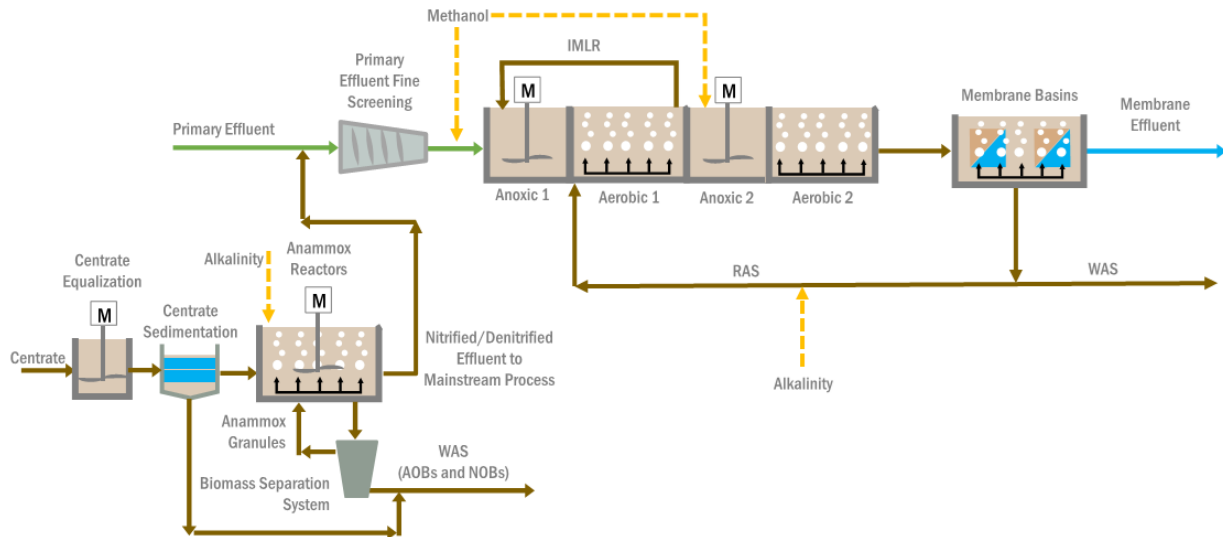 Methanol
IMLR
Primary
Effluent Fine
Screening
M
M
Membrane Basins
Membrane
Effluent
Primary Effluent
Anoxic 1
Aerobic 1
Anoxic 2
Aerobic 2
Alkalinity
Anammox
Reactors
Centrate
Equalization
RAS
WAS
M
M
Centrate
Sedimentation
Nitrified/Denitrified
Effluent to
Mainstream Process
Centrate
Alkalinity
Anammox
Granules
WAS
(AOBs and NOBs)
Biomass Separation
System